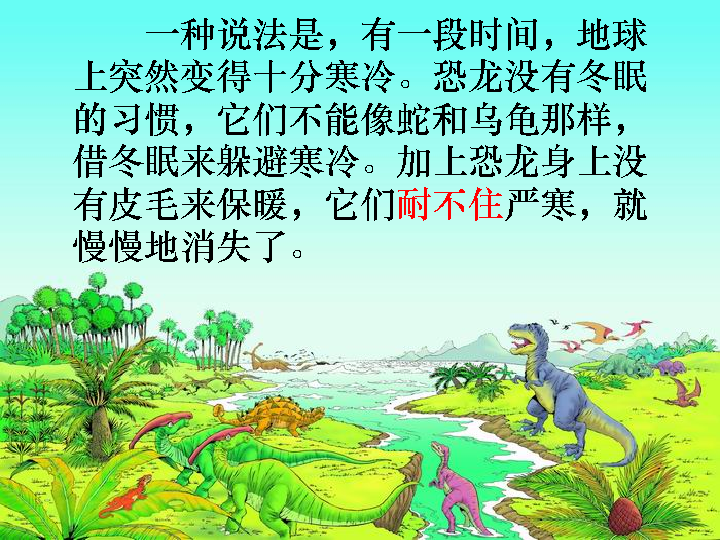 一种说法是，有一段时间，地球
上突然变得十分寒冷。恐龙没有冬眠
的习惯，它们不能像蛇和乌龟那样，
借冬眠来躲避寒冷。加上恐龙身上没
有皮毛来保暖，它们耐不住严寒，就
慢慢地消失了。